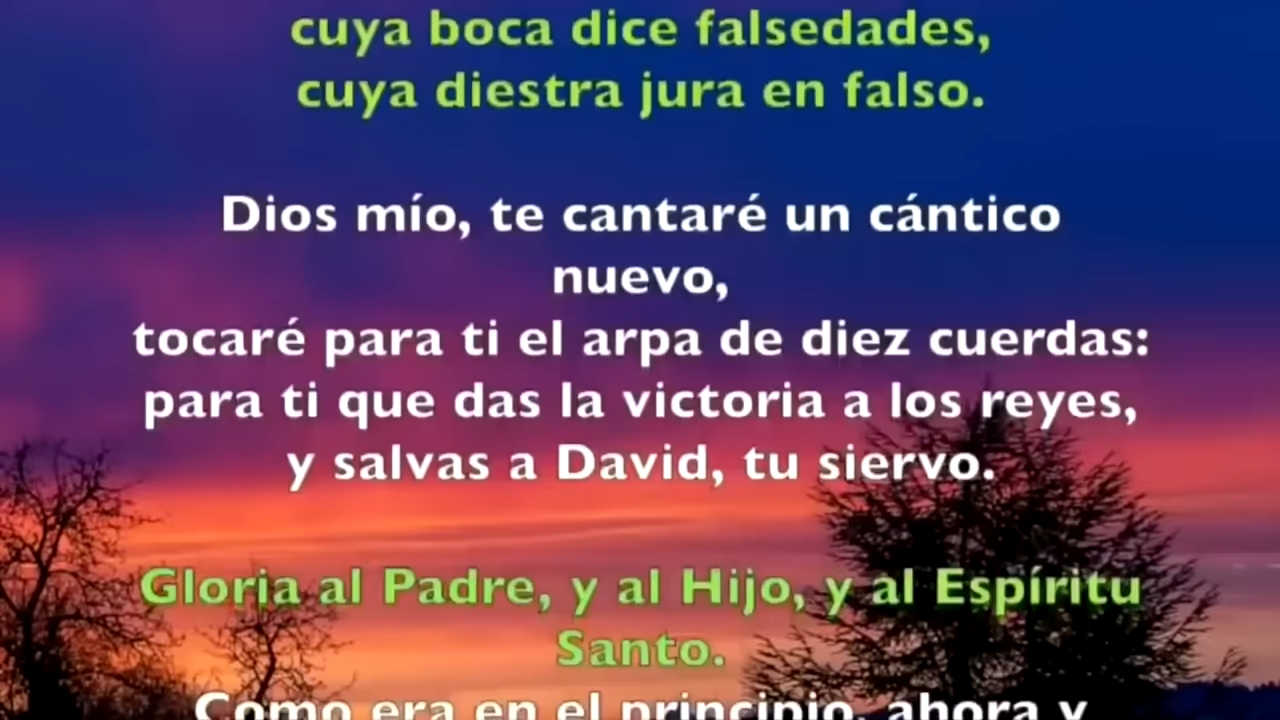 cuya boca dice falsedades,
cuya diestra jura en falso.
Dios mío, te cantaré un cántico
nuevo,
tocaré para ti el arpa de diez cuerdas:
para ti que das la victoria a los reyes,
y salvas a David, tu siervo.
Gloria al Padre, y al Hijo, y al Espíritu
Santo.
Como era en el principio, ahora y